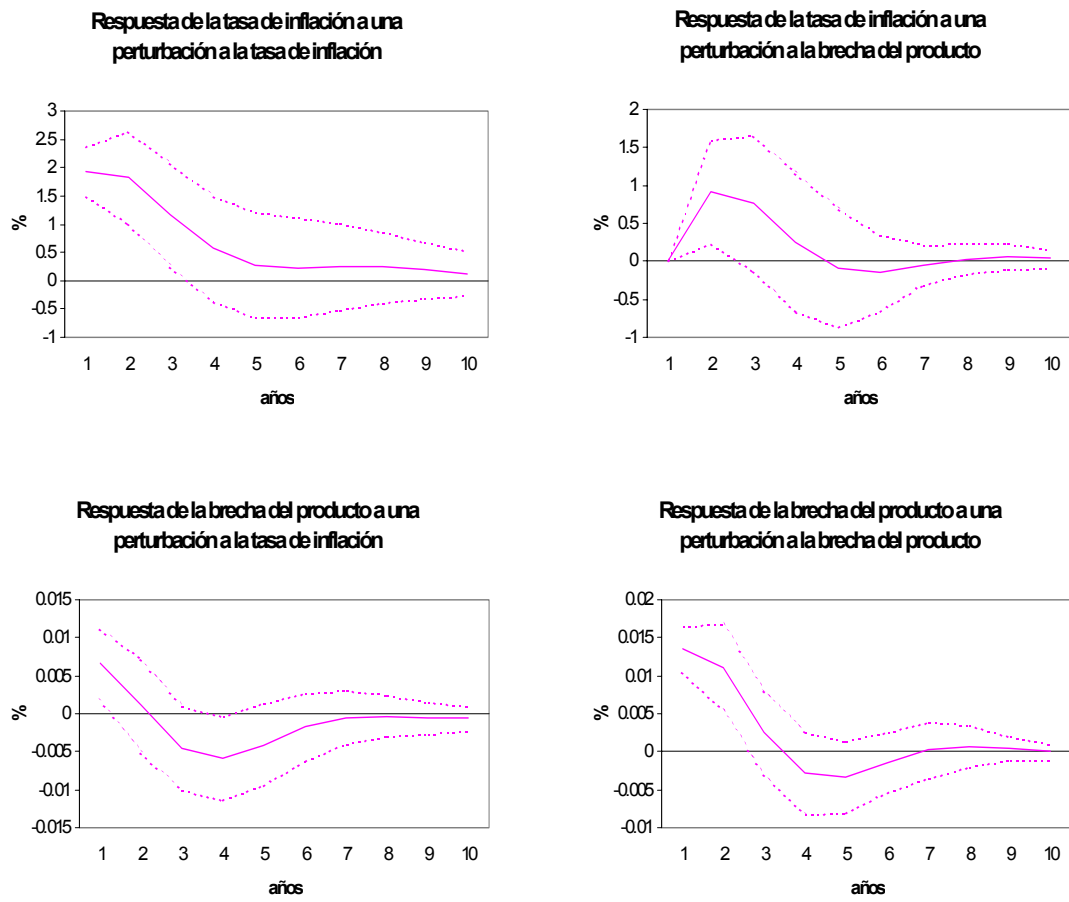 Respuesta de la tasa de inflación a una
perturbación a la tasa de inflación
3
25
2
1.5
1
0.5
0
-0.5
-1
%
1 2 3 4 5 6 7 8 9 10
años
Respuesta de la tasa de inflación a una
perturbación a la brecha del producto
2
1.5
1
0.5
0
-0.5
-1
%
1 2 3 4 5 6 7 8 9 10
años
Respuesta de la brecha del producto a una
perturbación a la tasa de inflación
0.015
0.01
0.005
0
-0.005
-0.01
-0.015
%
1 2 3 4 5 6 7 8 9 10
años
Respuesta de la brecha del producto a una
perturbación a la brecha del producto
0.02
0.015
0.01
0.005
0
-0.005
-0.01
%
1 2 3 4 5 6 7 8 9 10
años